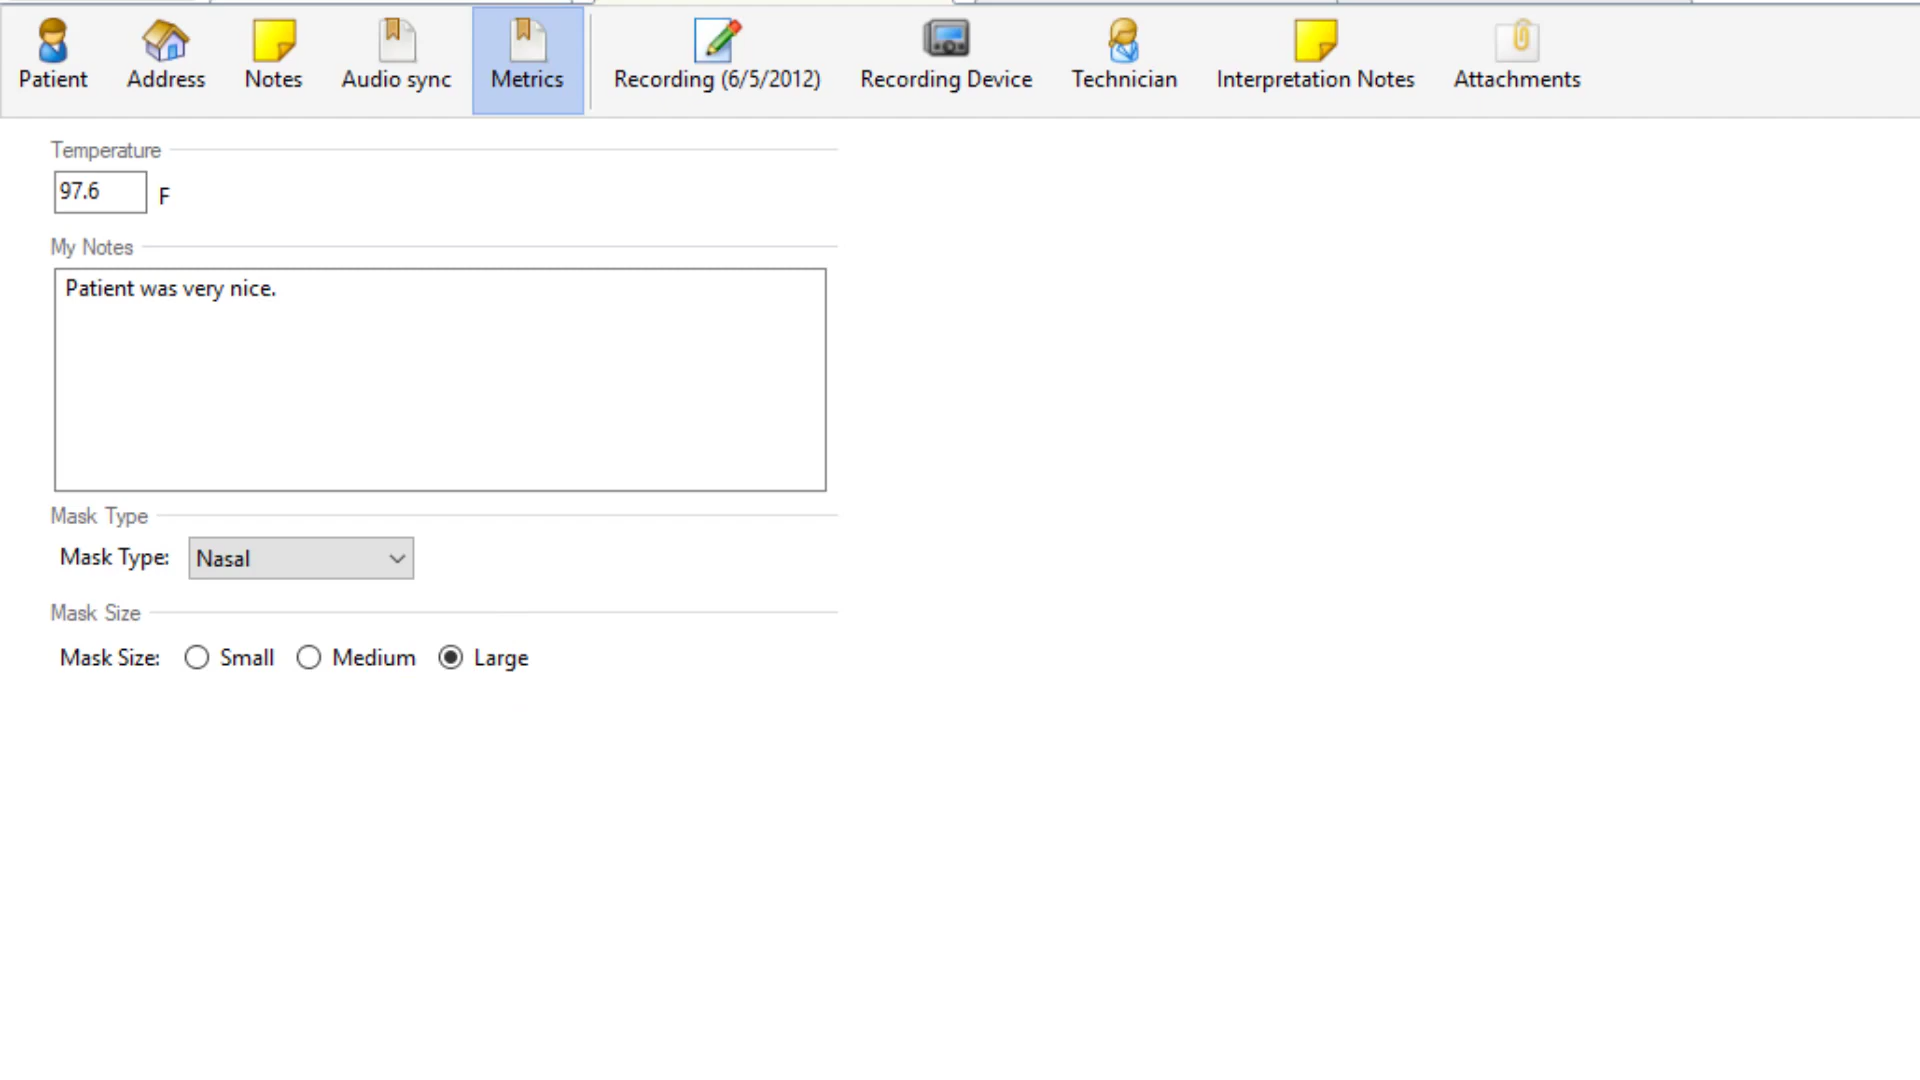 Patient Address Notes Audio sync Metrics Recording (6/5/2012) Recording Device Technician Interpretation Notes Attachments
Temperature
97.6 F
My Notes
Patient was very nice.
Mask Type
Mask Type: Nasal
Mask Size
Mask Size: Small Medium Large